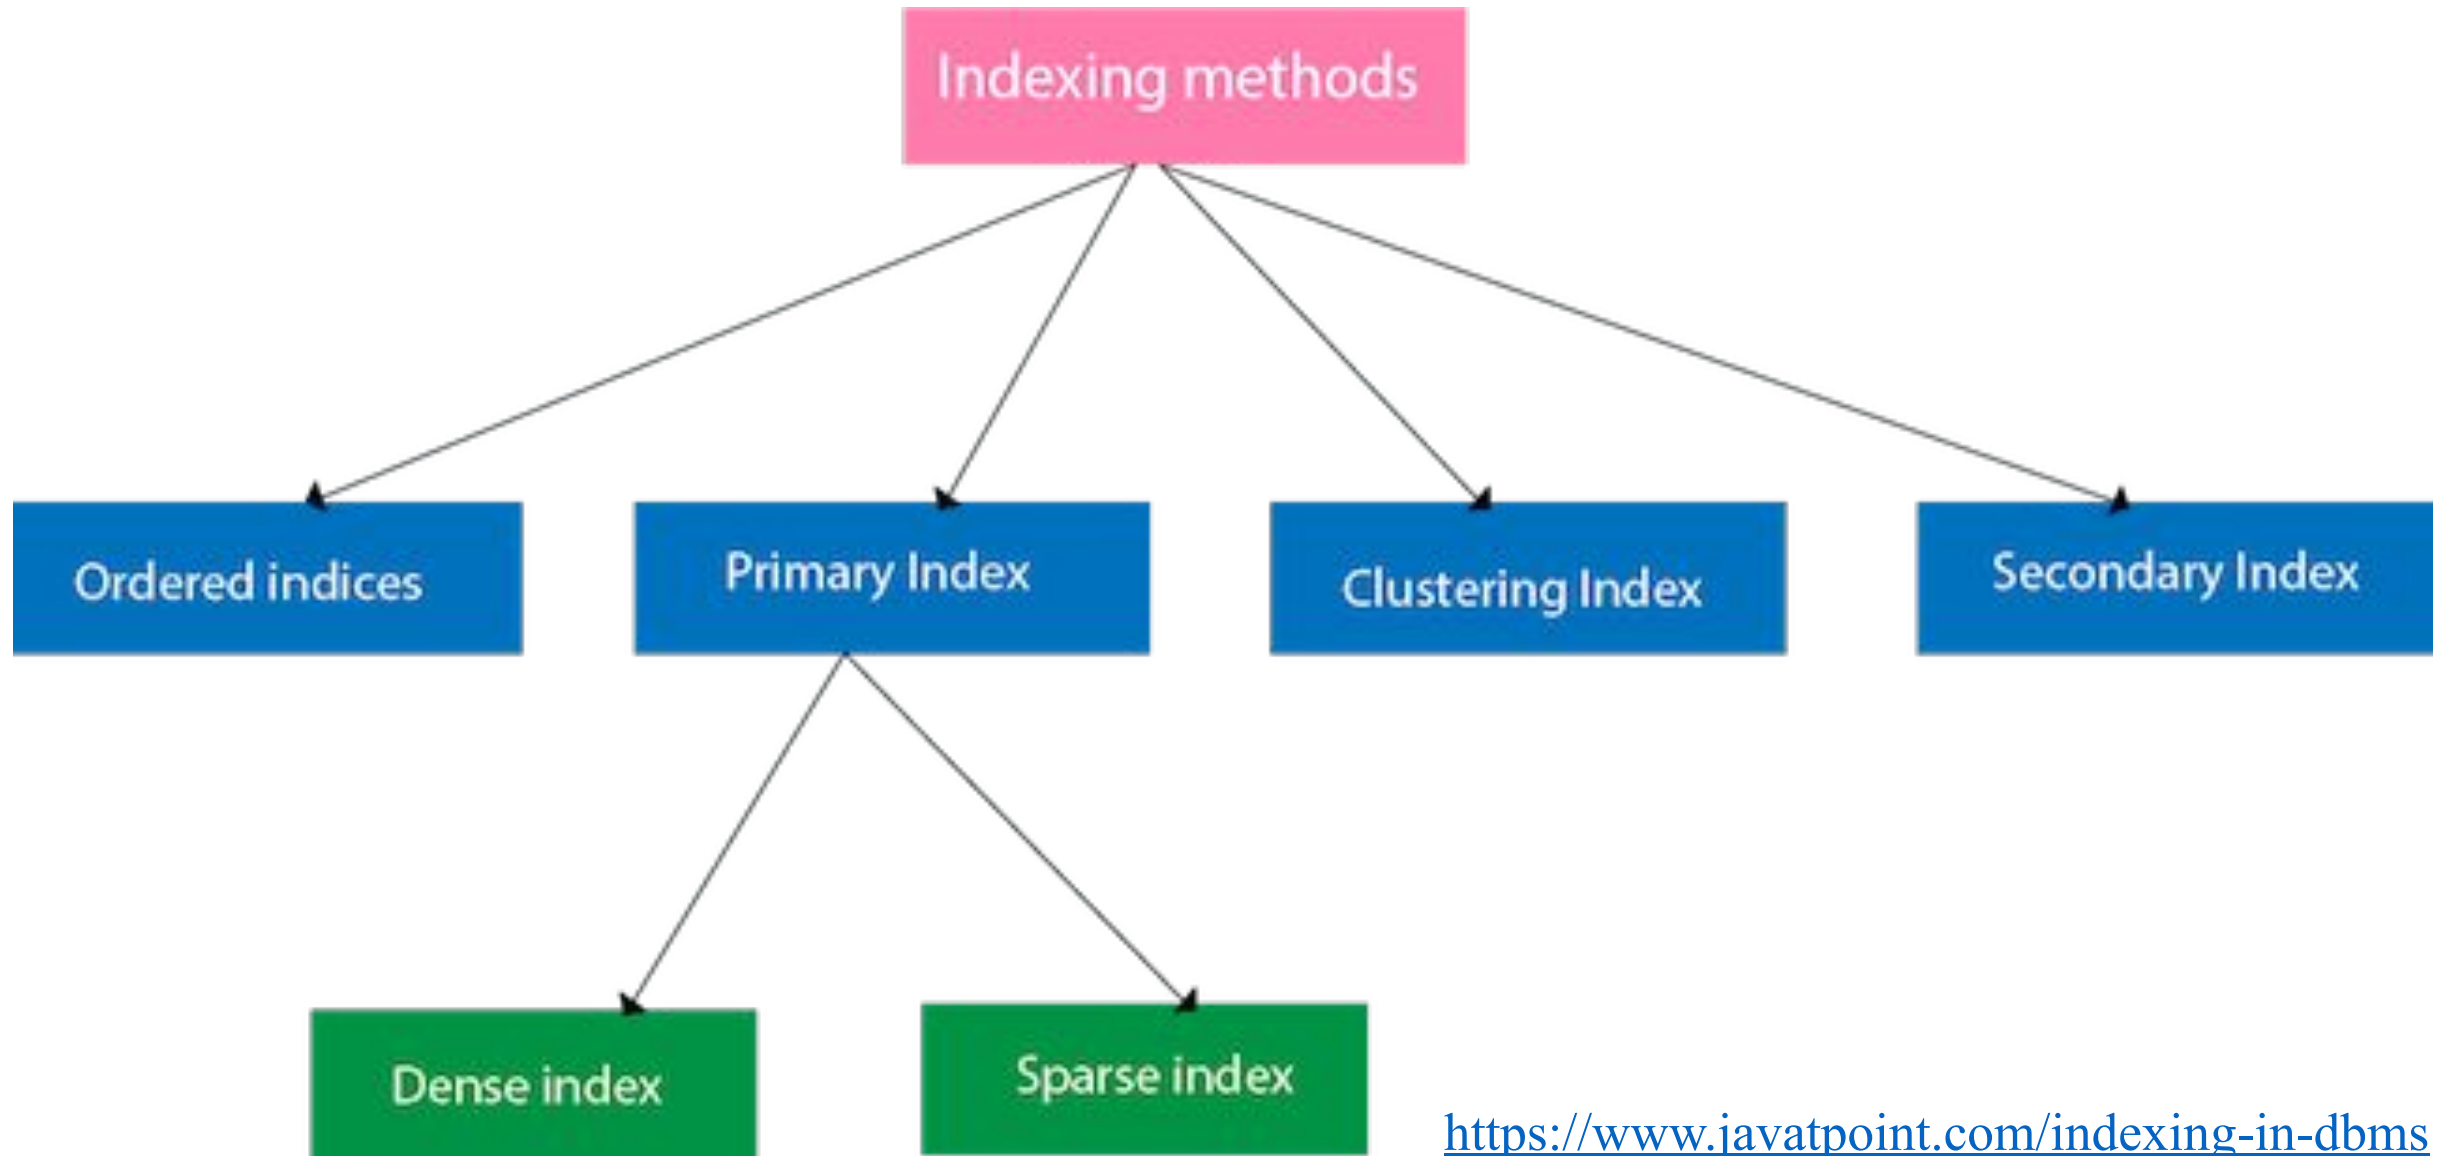 Indexing methods
Ordered indices
Primary Index
Clustering Index
Secondary Index
Dense index
Sparse index
https://www.javatpoint.com/indexing-in-dbms